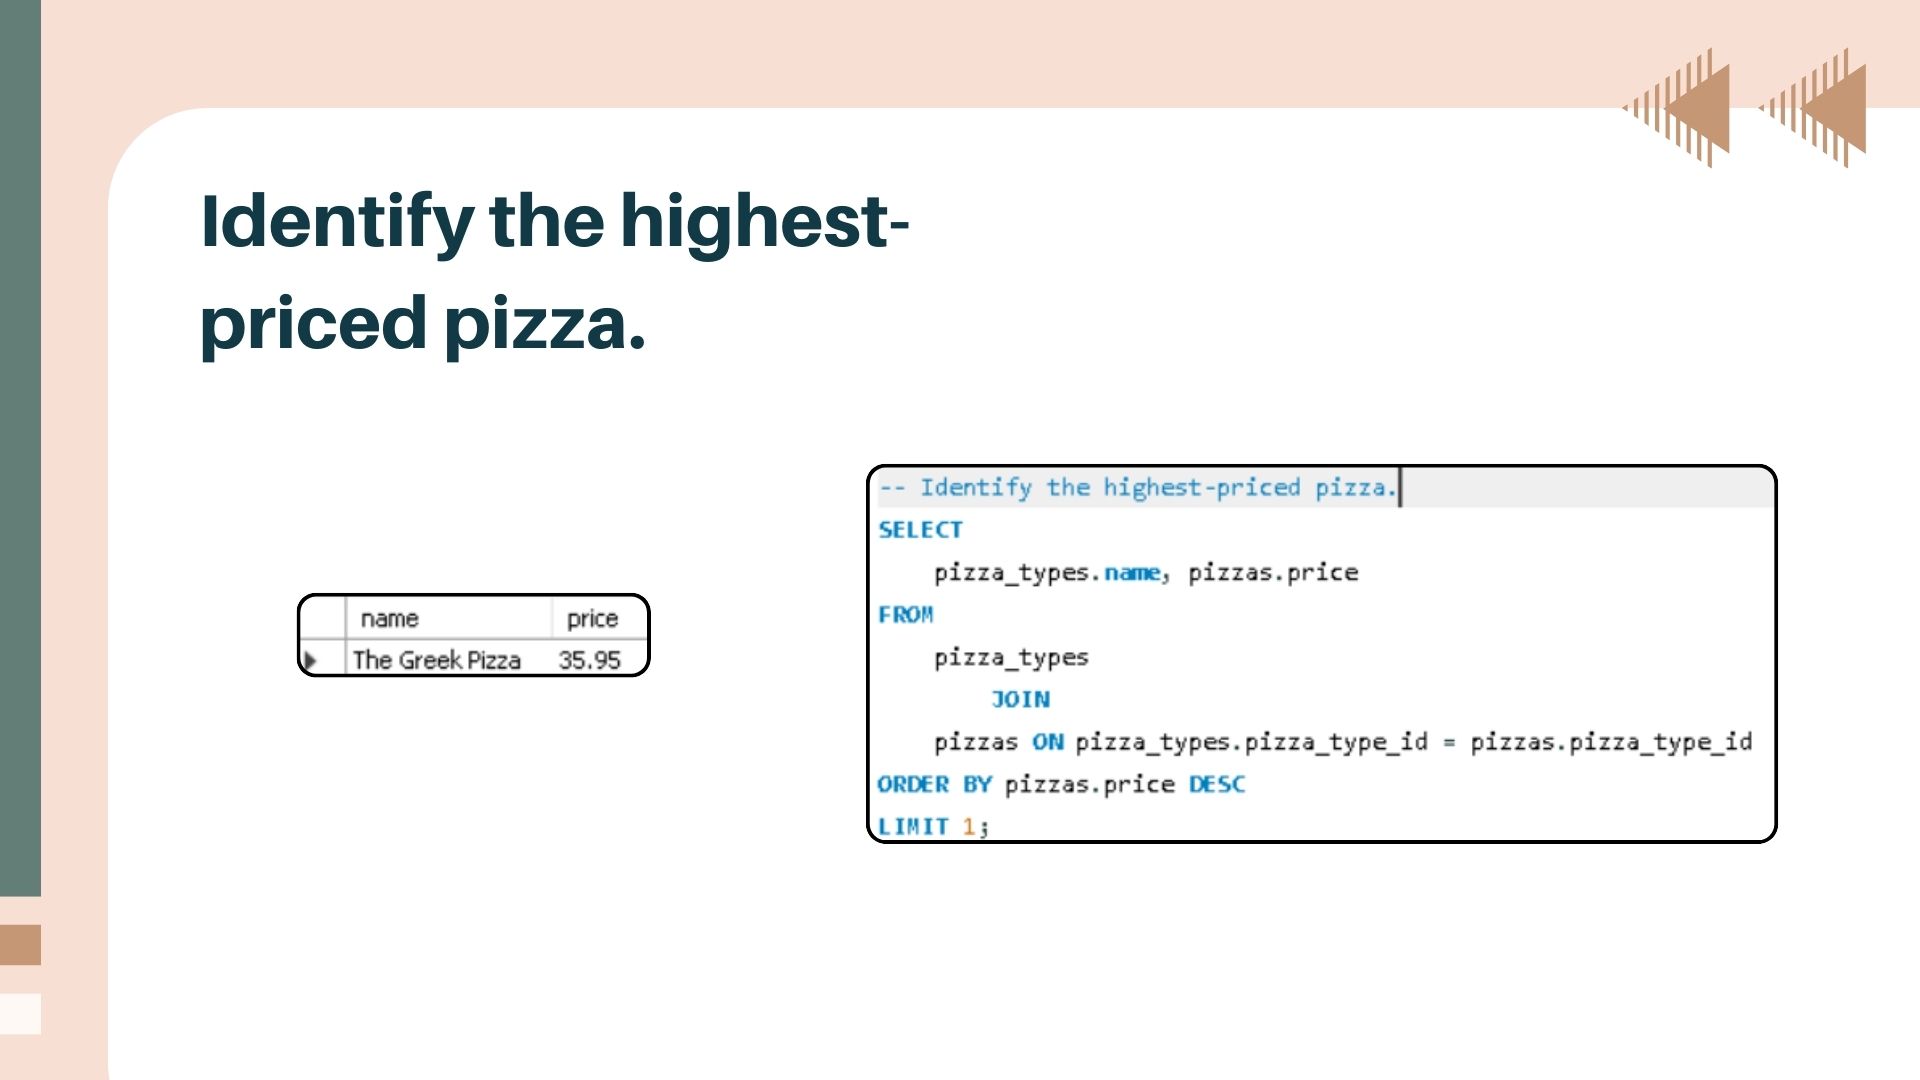 Identify the highest-
priced pizza.
name price
The Greek Pizza 35.95
-- Identify the highest-priced pizza.
SELECT
pizza_types.name, pizzas.price
FROM
pizza_types
JOIN
pizzas ON pizza_types.pizza_type_id = pizzas.pizza_type_id
ORDER BY pizzas.price DESC
LIMIT 1;